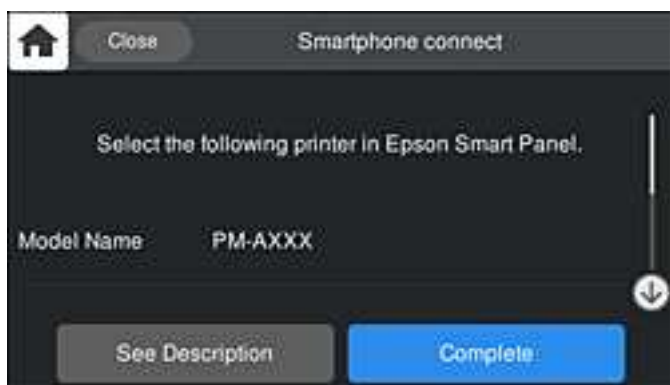 Close
Smartphone connect
Select the following printer in Epson Smart Panel.
Model Name PM-AXXX
See Description
Complete